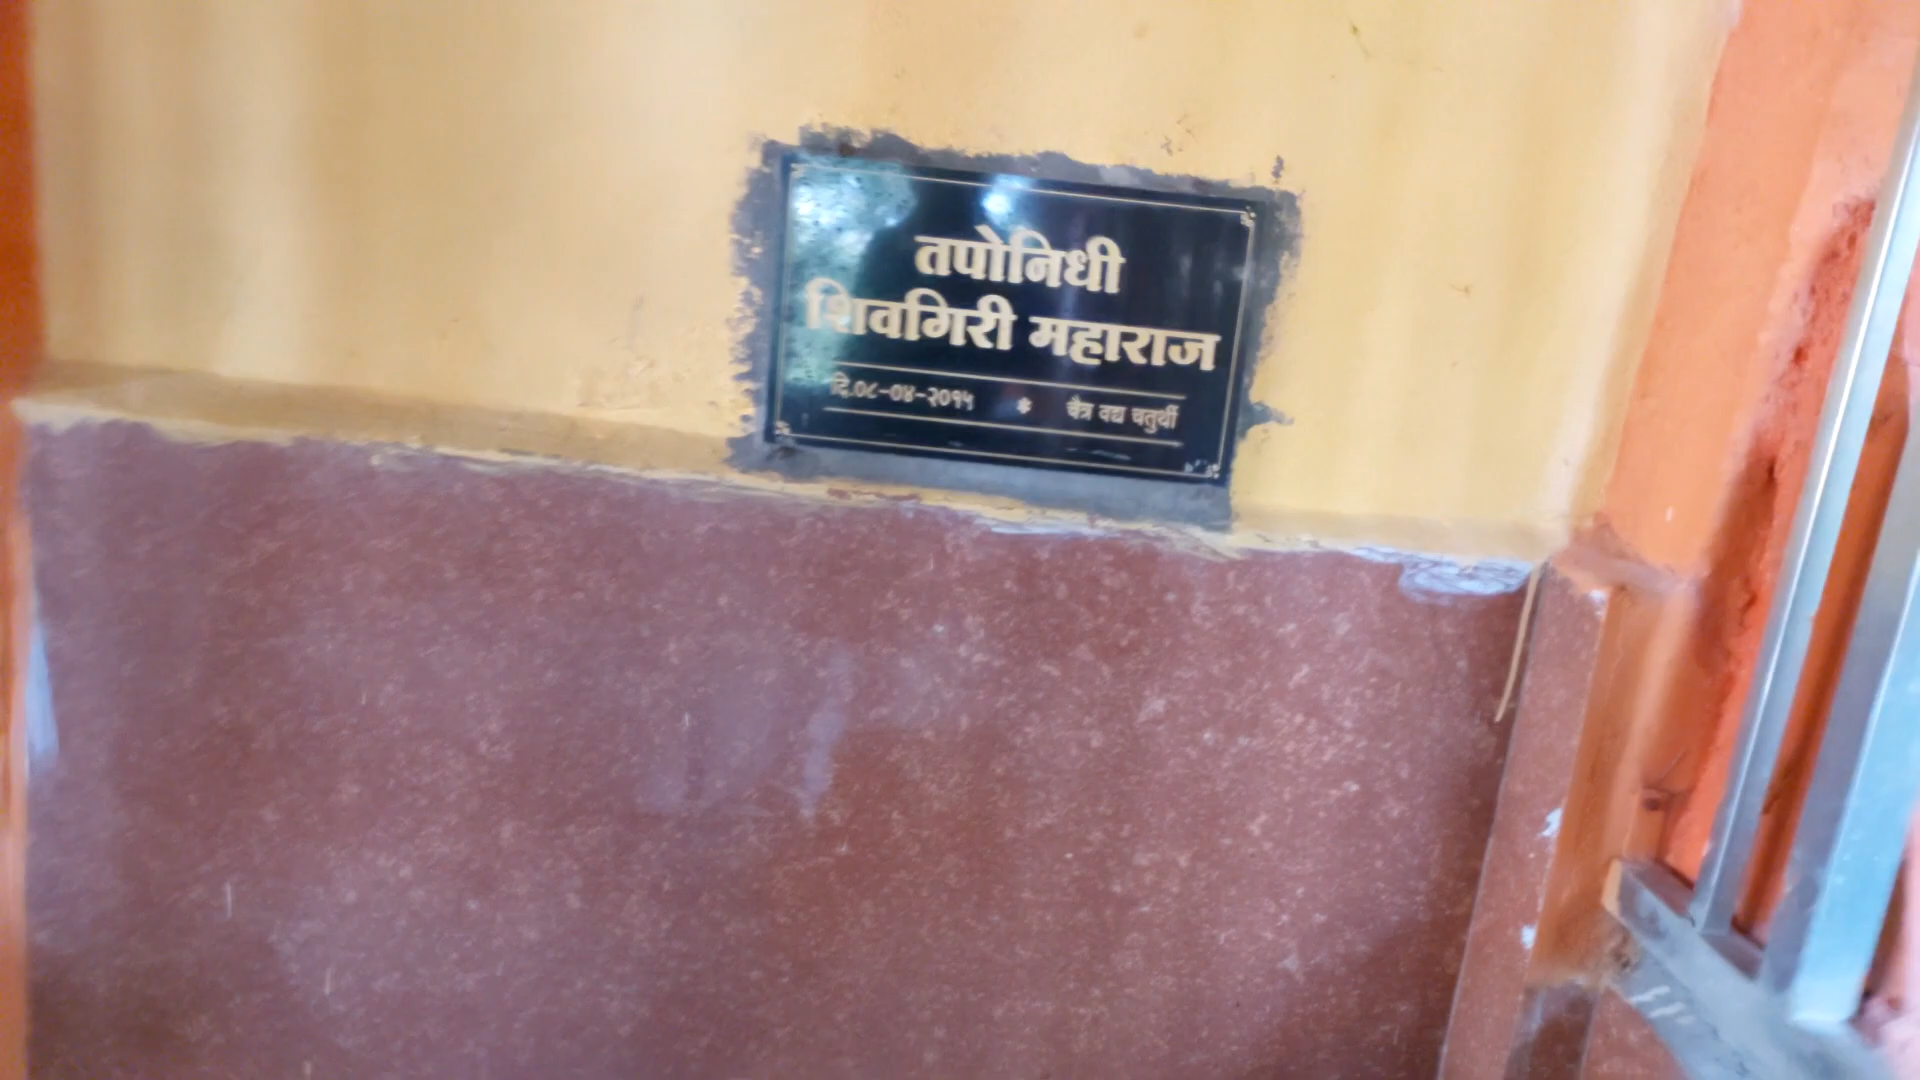 तपोनिधी
शिवगिरी महाराज
दि.०८-०४-२०१५ * चैत्र वद्य चतुर्थी